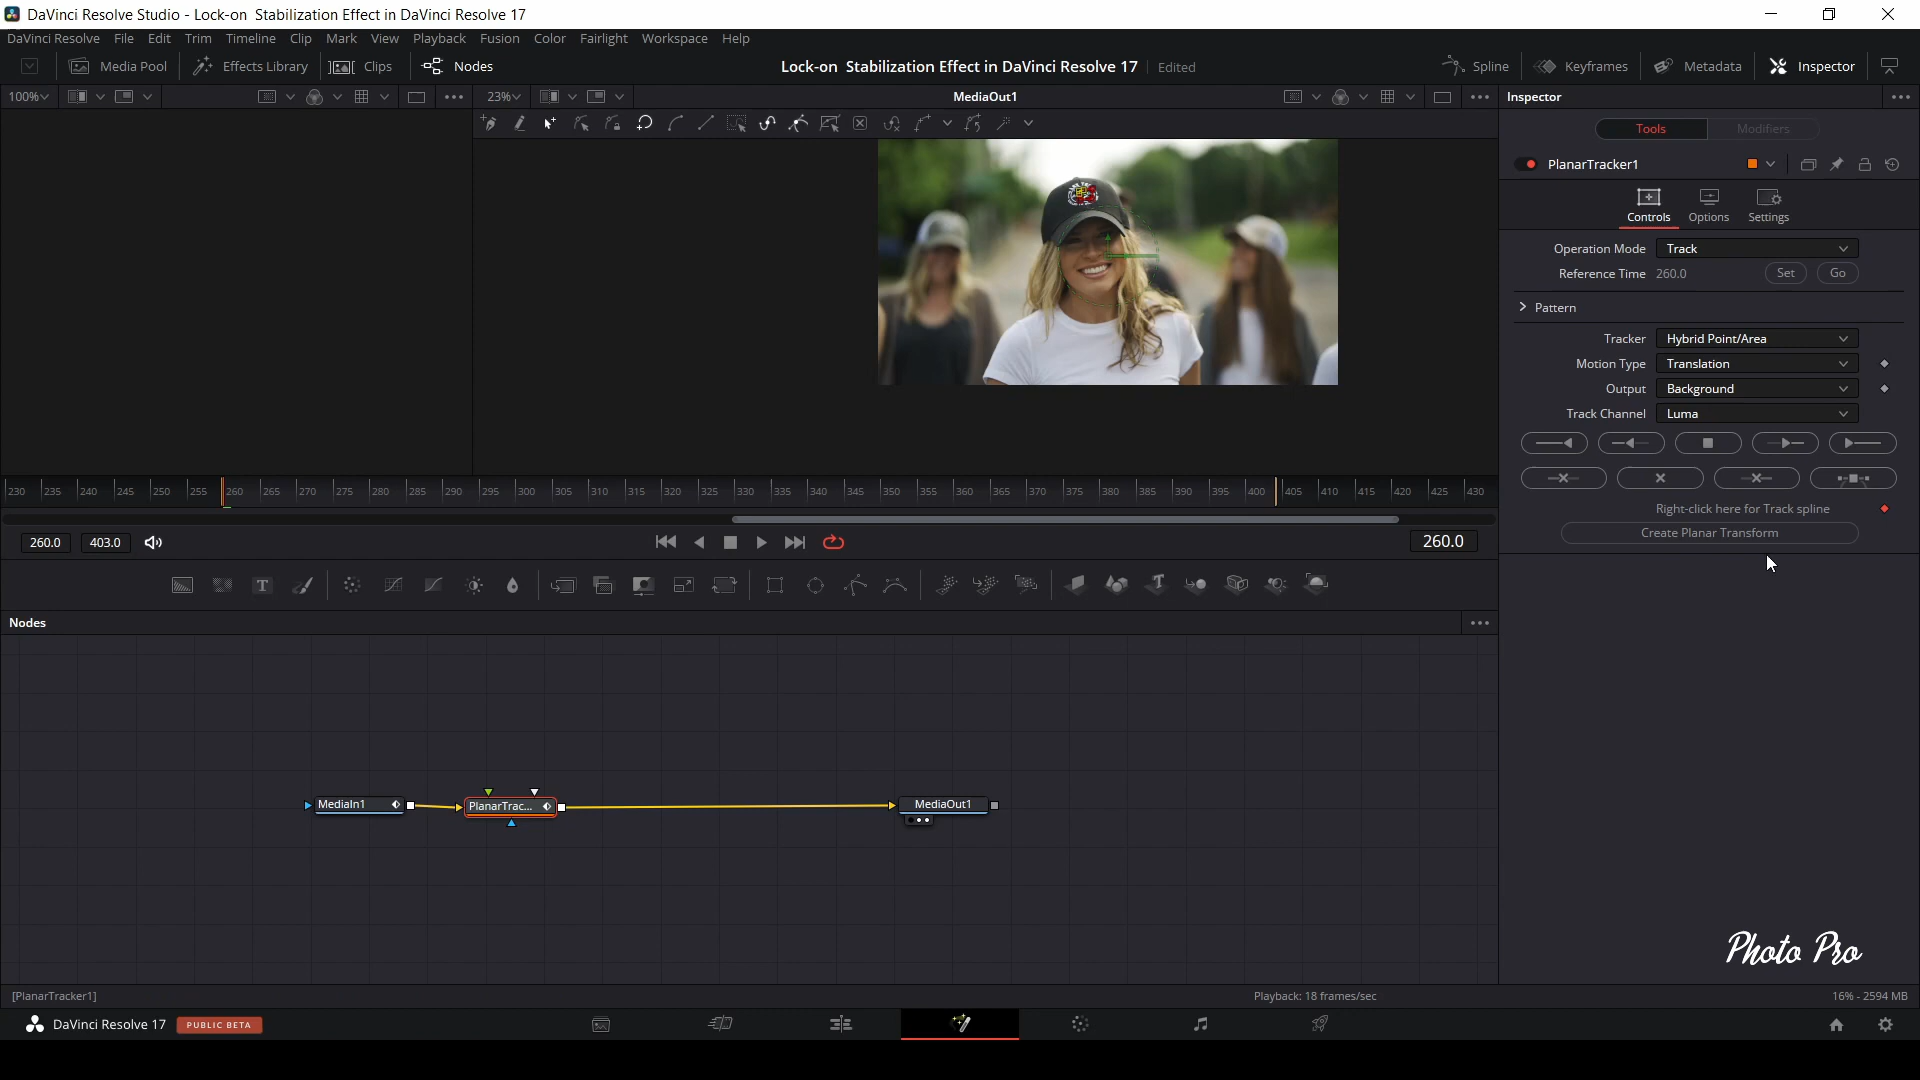 DaVinci Resolve Studio - Lock-on  Stabilization Effect in DaVinci Resolve 17
DaVinci Resolve File Edit Trim Timeline Clip Mark View Playback Fusion Color Fairlight Workspace Help
Media Pool Effects Library Clips Nodes Lock-on  Stabilization Effect in DaVinci Resolve 17 Edited Spline Keyframes Metadata Inspector
100% 23% MediaOut1 Inspector
Tools Modifiers
PlanarTracker1
Controls Options Settings
Operation Mode Track
Reference Time 260.0 Set Go
Pattern
Tracker Hybrid Point/Area
Motion Type Translation
Output Background
Track Channel Luma
Right-click here for Track spline
Create Planar Transform
230 235 240 245 250 255 260 265 270 275 280 285 290 295 300 305 310 315 320 325 330 335 340 345 350 355 360 365 370 375 380 385 390 395 400 405 410 415 420 425 430
260.0 403.0 260.0
Nodes
MediaIn1 PlanarTrac... MediaOut1
Photo Pro
[PlanarTracker1] Playback: 18 frames/sec 16% - 2594 MB
DaVinci Resolve 17 PUBLIC BETA